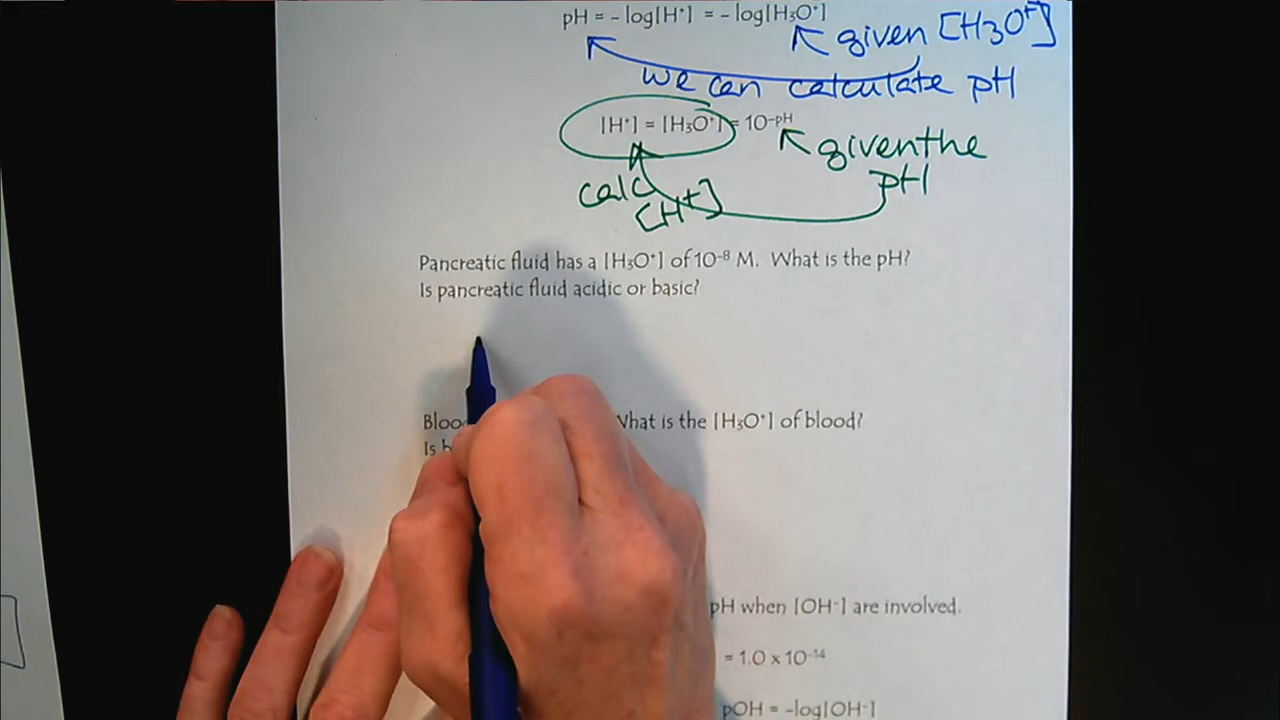 pH = - log[H⁺] = - log[H₃O⁺]
given [H₃O⁺]
we can calculate pH
[H⁺] = [H₃O⁺] = 10⁻ᵖᴴ
given the
pH
calc
[H⁺]
Pancreatic fluid has a [H₃O⁺] of 10⁻⁸ M. What is the pH?
Is pancreatic fluid acidic or basic?
What is the [H₃O⁺] of blood?
Is
pH when [OH⁻] are involved.
= 1.0 x 10⁻¹⁴
pOH = -log[OH⁻]